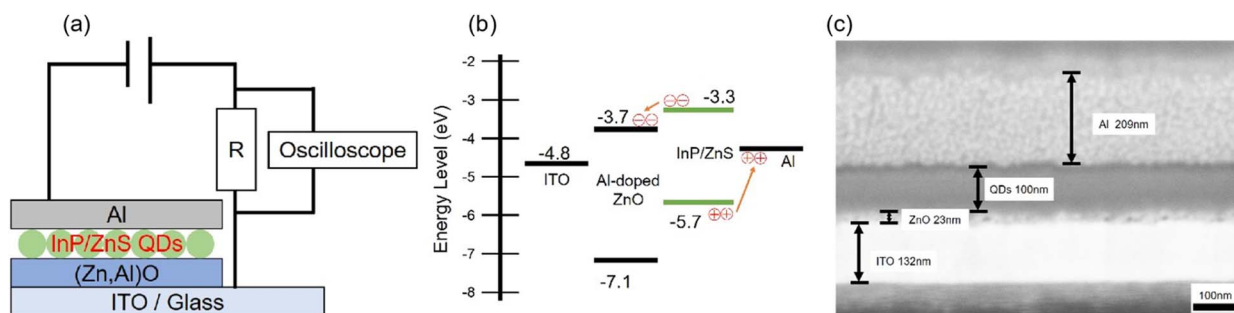 (a)
R
Oscilloscope
Al
InP/ZnS QDs
(Zn,Al)O
ITO / Glass
(b)
Energy Level (eV)
-2
-3
-4
-5
-6
-7
-8
-4.8
ITO
-3.7
Al-doped
ZnO
-7.1
-3.3
InP/ZnS
-5.7
Al
(c)
Al 209nm
QDs 100nm
ZnO 23nm
ITO 132nm
100nm